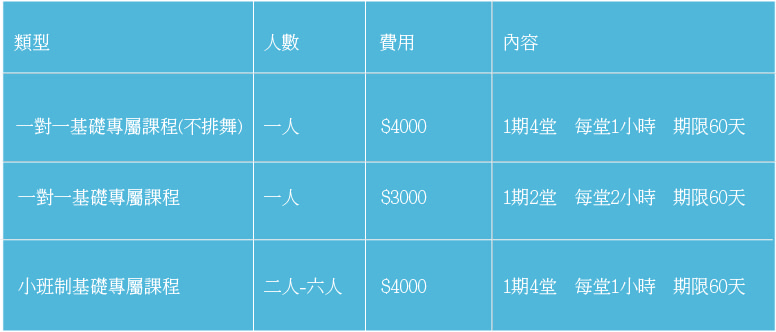 類型 人數 費用 內容
一對一基礎專屬課程(不排舞) 一人 $4000 1期4堂 每堂1小時 期限60天
一對一基礎專屬課程 一人 $3000 1期2堂 每堂2小時 期限60天
小班制基礎專屬課程 二人-六人 $4000 1期4堂 每堂1小時 期限60天